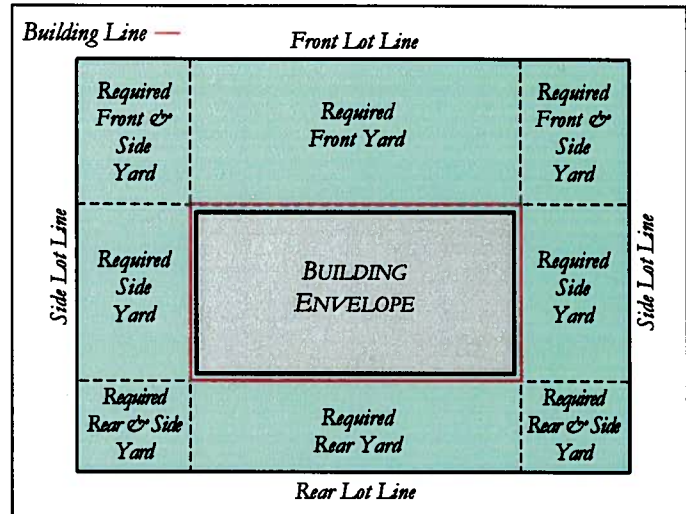 Building Line
Front Lot Line
Required
Front &
Side
Yard
Required
Front Yard
Required
Front &
Side
Yard
Side Lot Line
Required
Side
Yard
BUILDING
ENVELOPE
Required
Side
Yard
Side Lot Line
Required
Rear & Side
Yard
Required
Rear Yard
Required
Rear & Side
Yard
Rear Lot Line